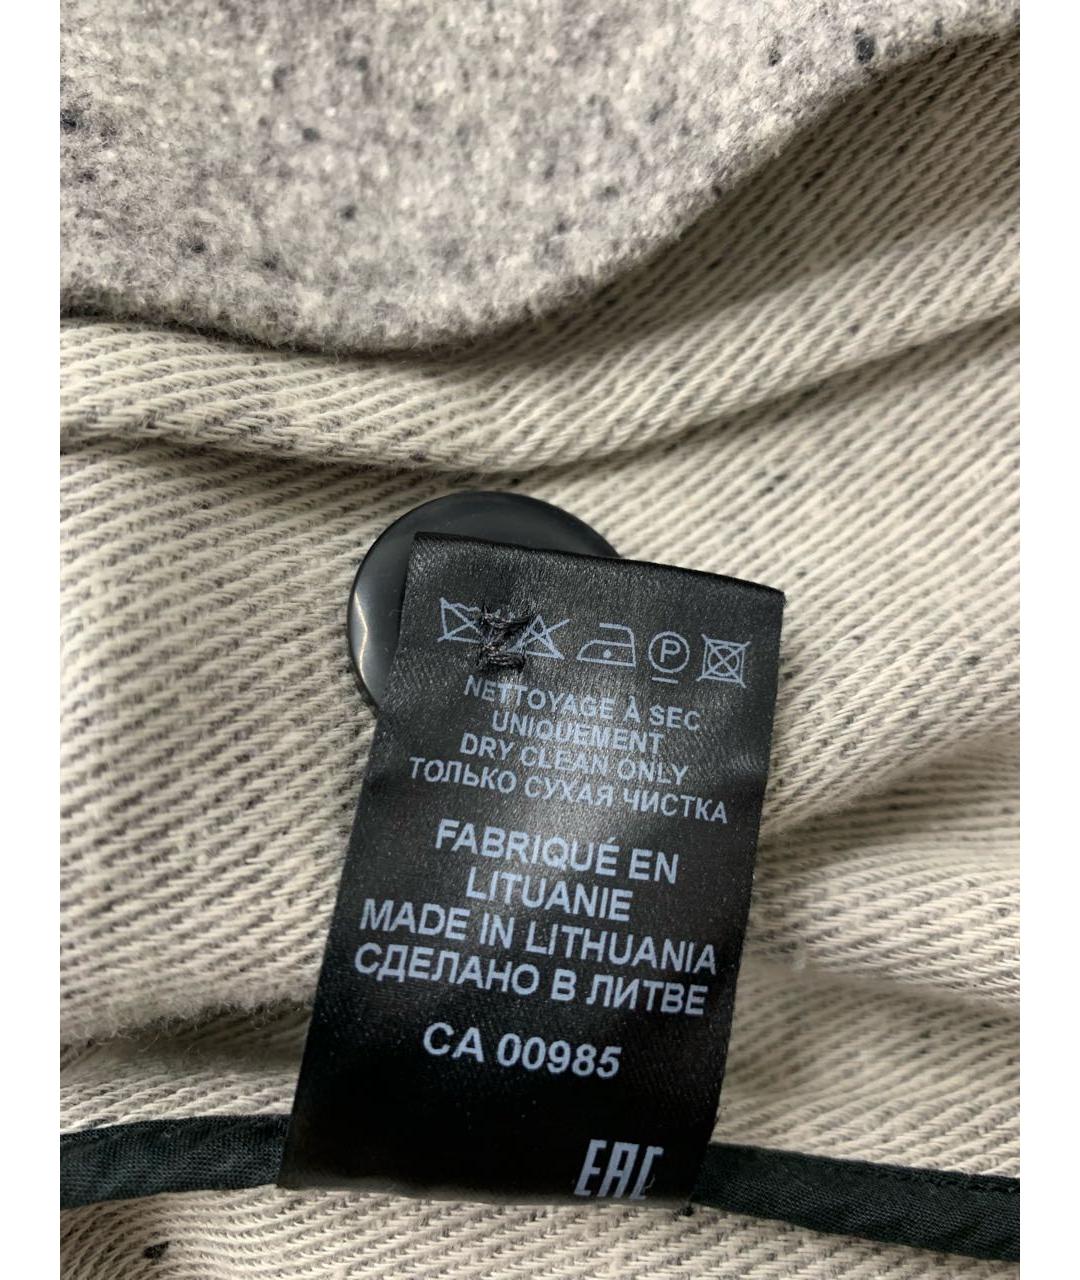 P
NETTOYAGE À SEC
UNIQUEMENT
DRY CLEAN ONLY
ТОЛЬКО СУХАЯ ЧИСТКА
FABRIQUÉ EN
LITUANIE
MADE IN LITHUANIA
СДЕЛАНО В ЛИТВЕ
CA 00985
EAC